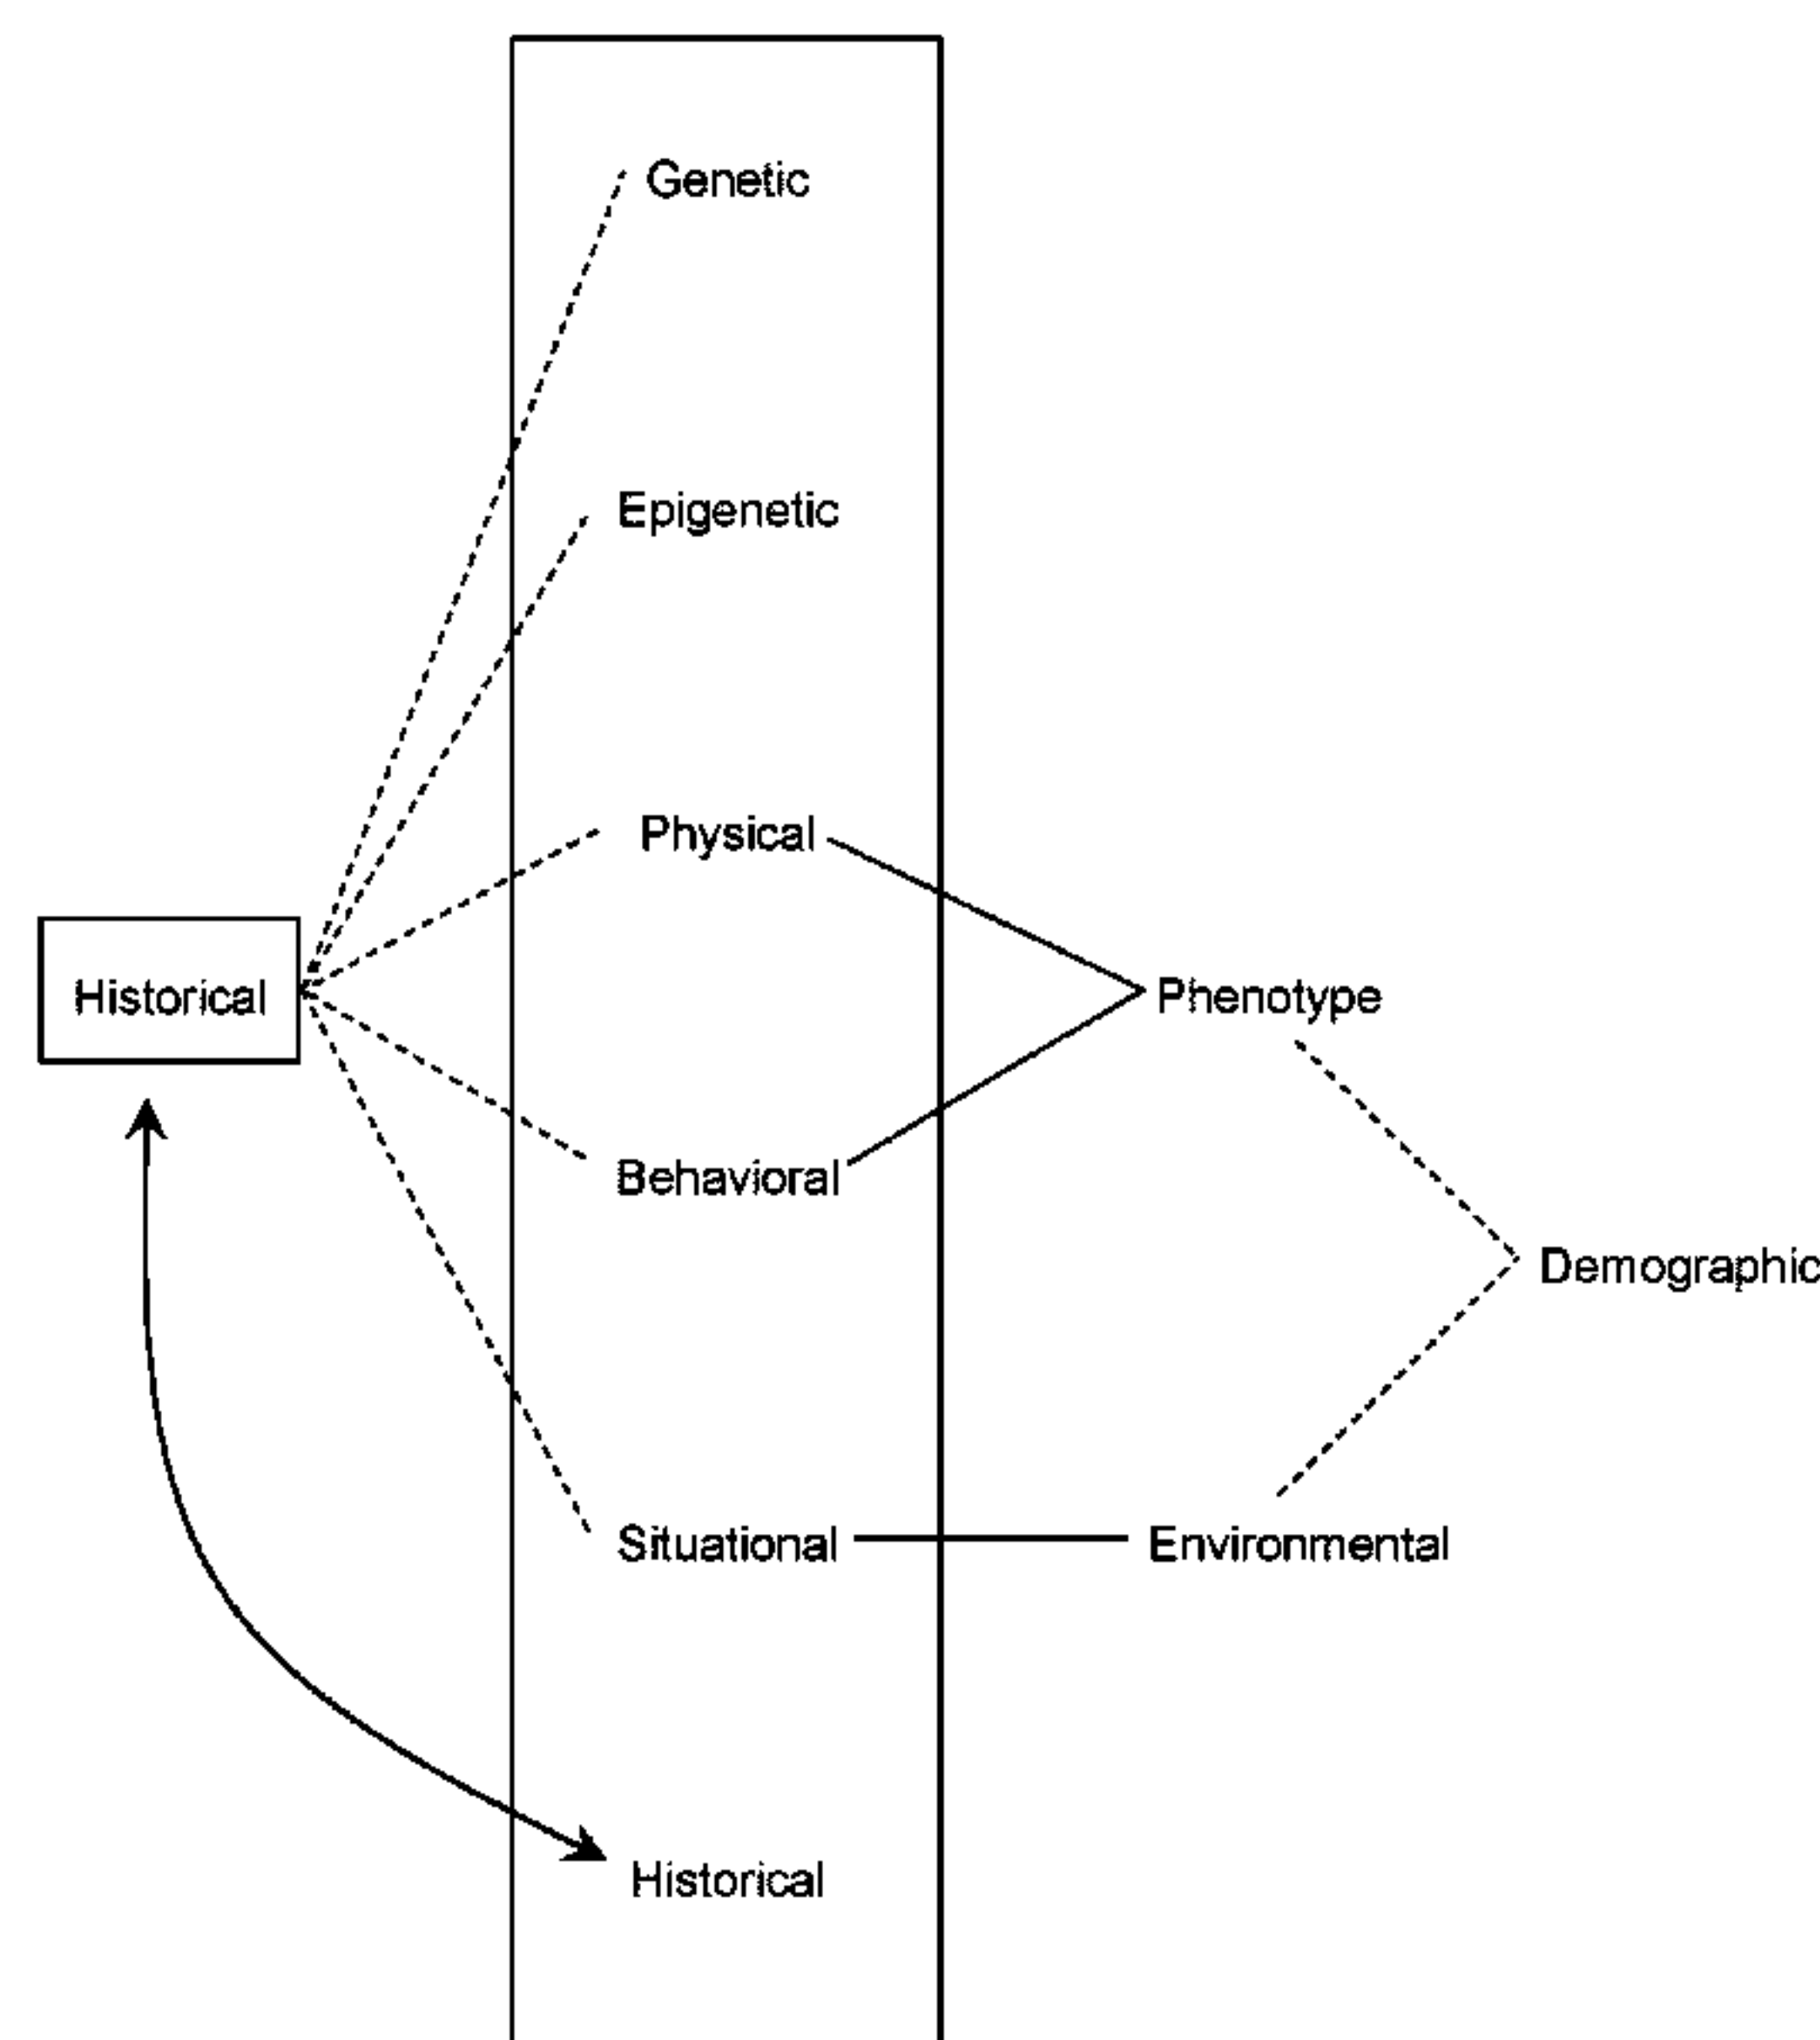 Genetic
Epigenetic
Physical
Historical
Phenotype
Behavioral
Demographic
Situational
Environmental
Historical